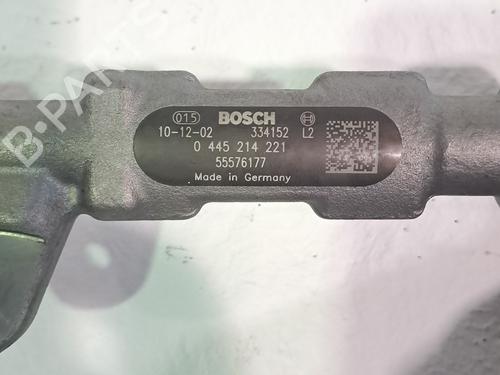 015 BOSCH
10-12-02 334152 L2
0 445 214 221
55576177
Made in Germany
B-PARTS